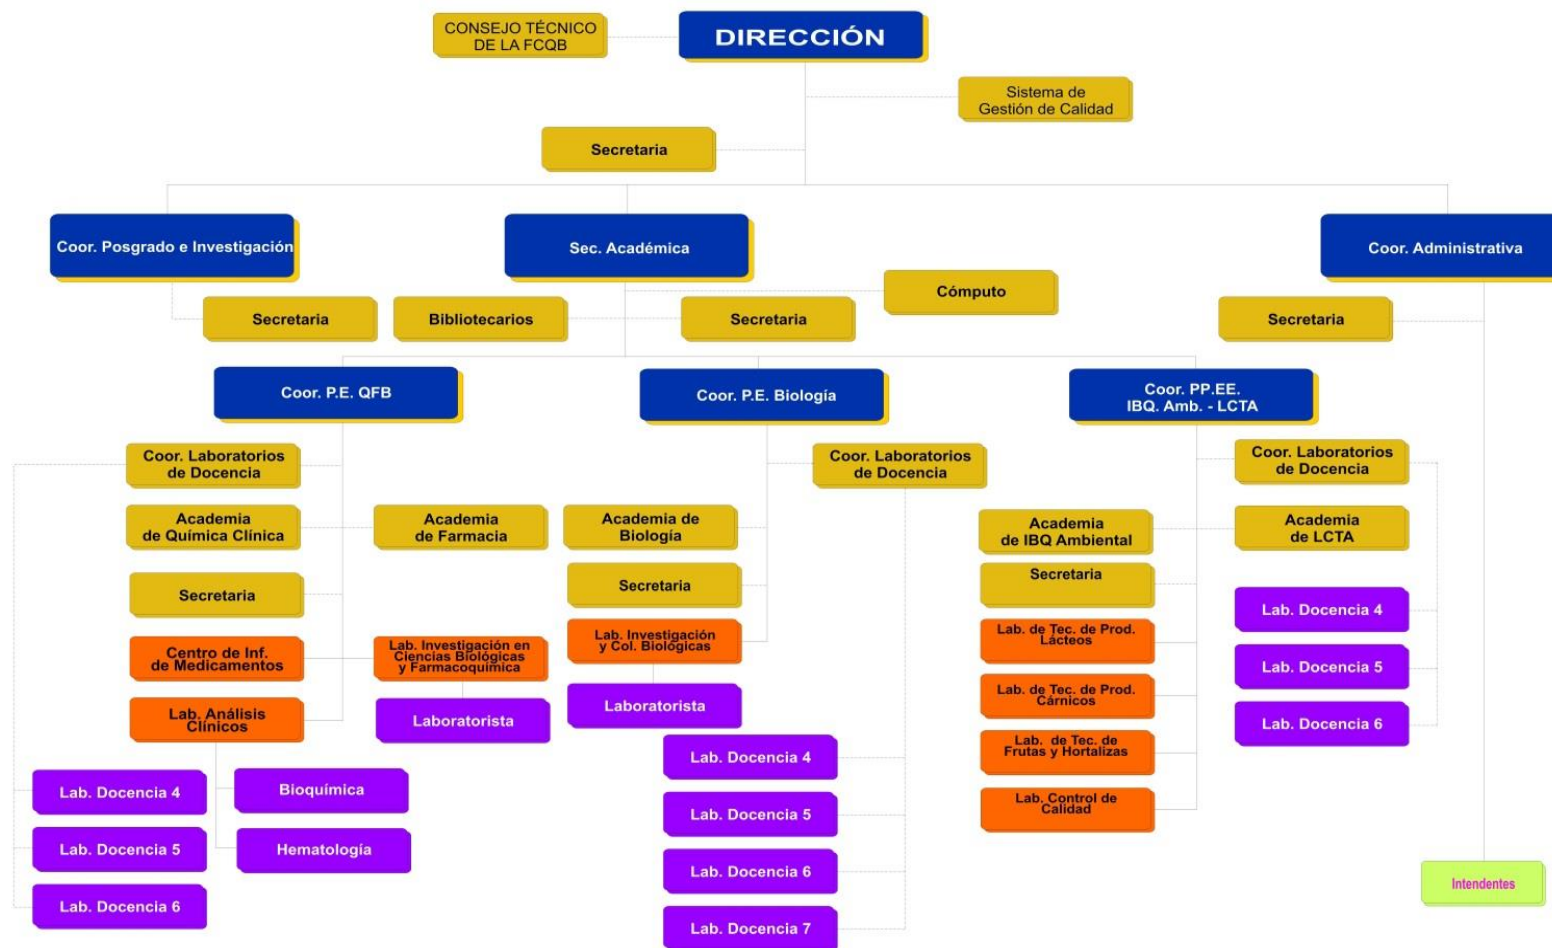 CONSEJO TÉCNICO
DE LA FCQB
DIRECCIÓN
Sistema de
Gestión de Calidad
Secretaria
Coor. Posgrado e Investigación
Sec. Académica
Coor. Administrativa
Cómputo
Secretaria
Bibliotecarios
Secretaria
Secretaria
Coor. P.E. QFB
Coor. P.E. Biología
Coor. PP.EE.
IBQ. Amb. - LCTA
Coor. Laboratorios
de Docencia
Academia
de Química Clínica
Academia
de Farmacia
Secretaria
Centro de Inf.
de Medicamentos
Lab. Investigación en
Ciencias Biológicas
y Farmacoquímica
Lab. Análisis
Clínicos
Laboratorista
Lab. Docencia 4
Bioquímica
Lab. Docencia 5
Hematología
Lab. Docencia 6
Coor. Laboratorios
de Docencia
Academia de
Biología
Secretaria
Lab. Investigación
y Col. Biológicas
Laboratorista
Lab. Docencia 4
Lab. Docencia 5
Lab. Docencia 6
Lab. Docencia 7
Coor. Laboratorios
de Docencia
Academia
de IBQ Ambiental
Academia
de LCTA
Secretaria
Lab. de Tec. de Prod.
Lácteos
Lab. de Tec. de Prod.
Cárnicos
Lab. de Tec. de
Frutas y Hortalizas
Lab. Control de
Calidad
Lab. Docencia 4
Lab. Docencia 5
Lab. Docencia 6
Intendentes